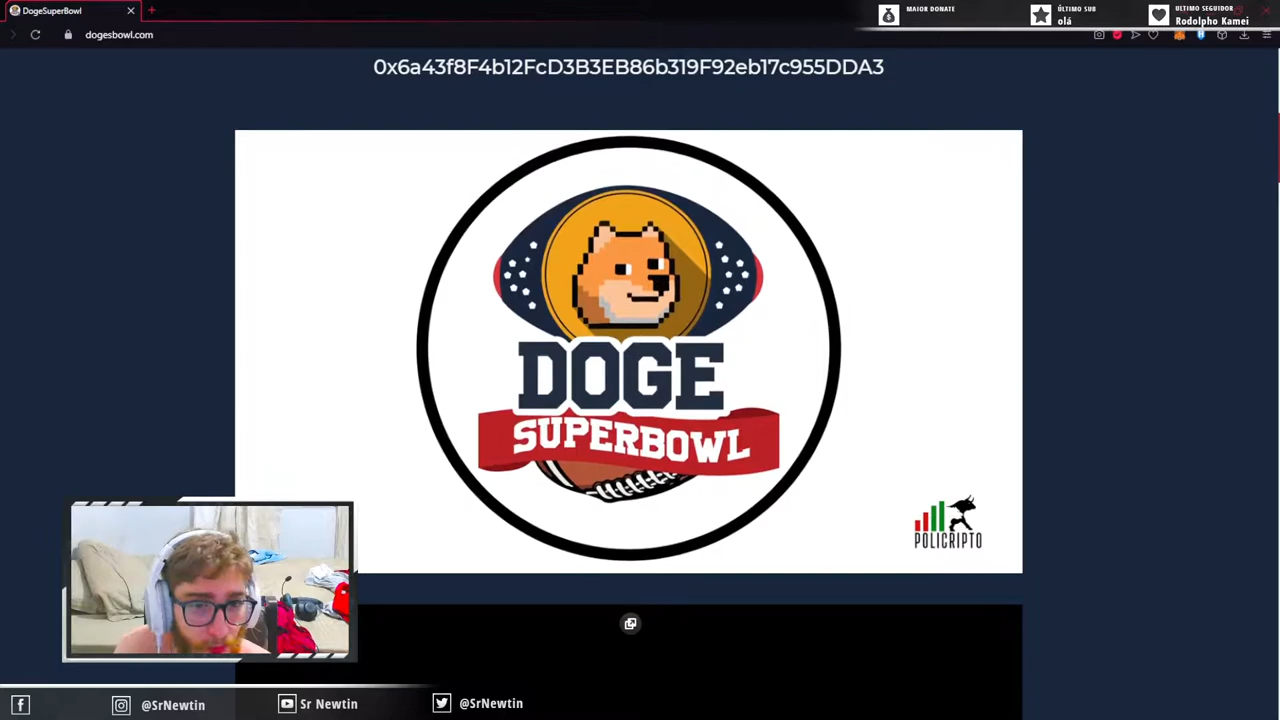 DogeSuperBowl
MAIOR DONATE
ÚLTIMO SUB
olá
ULTIMO SEGUIDOR
Rodolpho Kamei
dogesbowl.com
0x6a43f8F4b12FcD3B3EB86b319F92eb17c955DDA3
DOGE
SUPERBOWL
POLICRIPTO
@SrNewtin
Sr Newtin
@SrNewtin